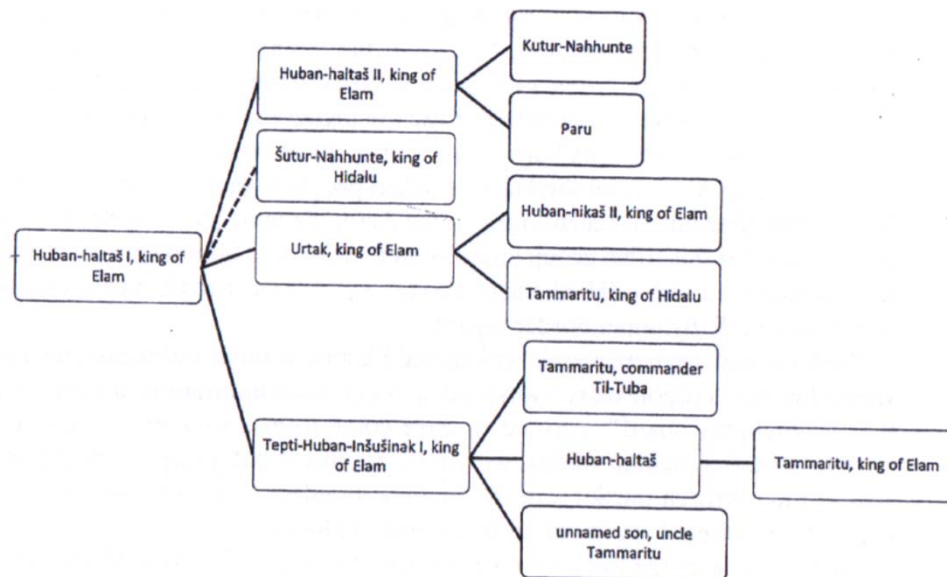 Kutur-Nahhunte
Huban-haltaš II, king of
Elam
Paru
Šutur-Nahhunte, king of
Hidalu
Huban-nikaš II, king of Elam
Huban-haltaš I, king of
Elam
Urtak, king of Elam
Tammaritu, king of Hidalu
Tammaritu, commander
Til-Tuba
Tepti-Huban-Inšušinak I, king
of Elam
Huban-haltaš
Tammaritu, king of Elam
unnamed son, uncle
Tammaritu